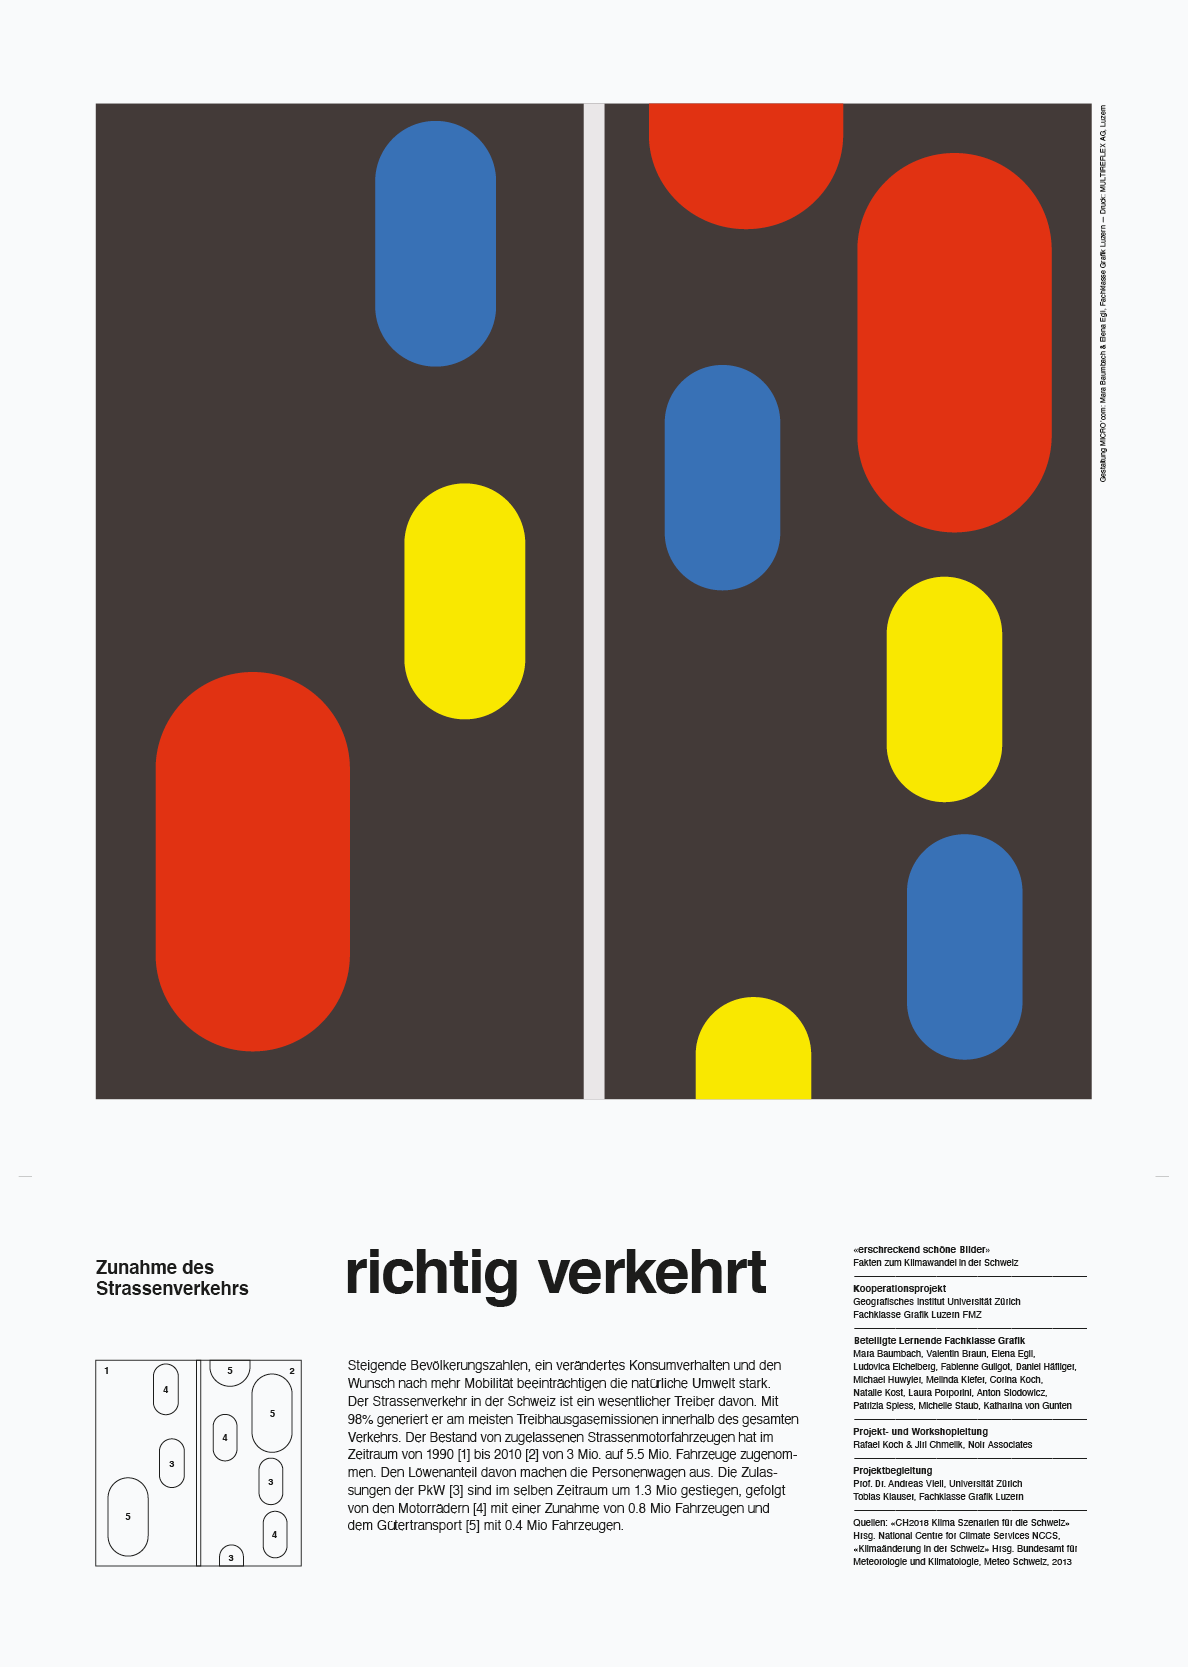 Gestaltung MICRO'com: Mara Baumbach & Elena Egli, Fachklasse Grafik Luzern — Druck: MULTIREFLEX AG, Luzern
Zunahme des
Strassenverkehrs
1
4
3
5
5
2
5
4
3
4
3
richtig verkehrt
Steigende Bevölkerungszahlen, ein verändertes Konsumverhalten und den
Wunsch nach mehr Mobilität beeinträchtigen die natürliche Umwelt stark.
Der Strassenverkehr in der Schweiz ist ein wesentlicher Treiber davon. Mit
98% generiert er am meisten Treibhausgasemissionen innerhalb des gesamten
Verkehrs. Der Bestand von zugelassenen Strassenmotorfahrzeugen hat im
Zeitraum von 1990 [1] bis 2010 [2] von 3 Mio. auf 5.5 Mio. Fahrzeuge zugenom-
men. Den Löwenanteil davon machen die Personenwagen aus. Die Zulas-
sungen der PkW [3] sind im selben Zeitraum um 1.3 Mio gestiegen, gefolgt
von den Motorrädern [4] mit einer Zunahme von 0.8 Mio Fahrzeugen und
dem Gütertransport [5] mit 0.4 Mio Fahrzeugen.
«erschreckend schöne Bilder»
Fakten zum Klimawandel in der Schweiz
Kooperationsprojekt
Geografisches Institut Universität Zürich
Fachklasse Grafik Luzern FMZ
Beteiligte Lernende Fachklasse Grafik
Mara Baumbach, Valentin Braun, Elena Egli,
Ludovica Eichelberg, Fabienne Guligot, Daniel Häfliger,
Michael Huwyler, Melinda Kiefer, Corina Koch,
Natalie Kost, Laura Porporini, Anton Slodowicz,
Patrizia Spiess, Michelle Staub, Katharina von Gunten
Projekt- und Workshopleitung
Rafael Koch & Jiri Chmelik, Noir Associates
Projektbegleitung
Prof. Dr. Andreas Vieli, Universität Zürich
Tobias Klauser, Fachklasse Grafik Luzern
Quellen: «CH2018 Klima Szenarien für die Schweiz»
Hrsg. National Centre for Climate Services NCCS,
«Klimaänderung in der Schweiz» Hrsg. Bundesamt für
Meteorologie und Klimatologie, Meteo Schweiz, 2013